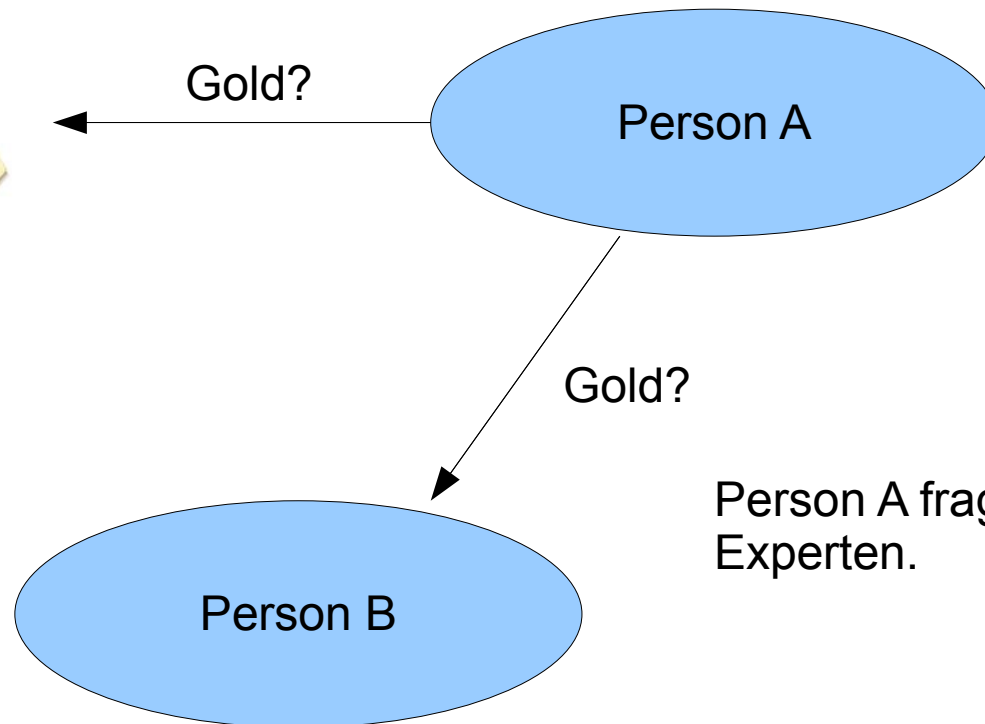 Gold?
Person A
Gold?
Person A frag
Experten.
Person B